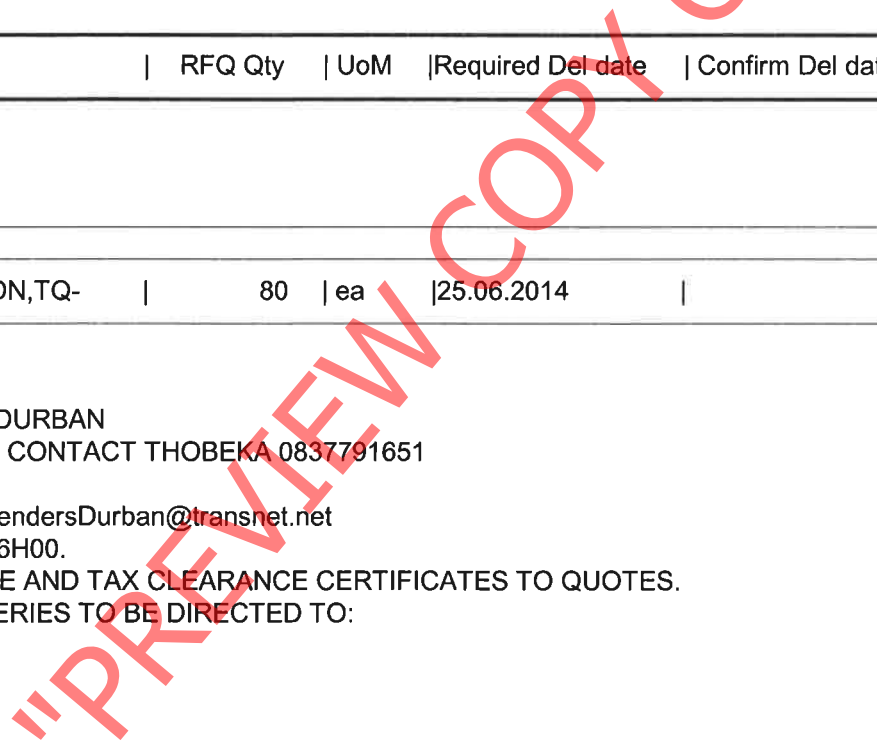 | RFQ Qty | UoM |Required Del date | Confirm Del dat
ON,TQ- | 80 | ea |25.06.2014 |
DURBAN
CONTACT THOBEKA 0837791651
endersDurban@transnet.net
6H00.
E AND TAX CLEARANCE CERTIFICATES TO QUOTES.
ERIES TO BE DIRECTED TO:
"PREVIEW COPY